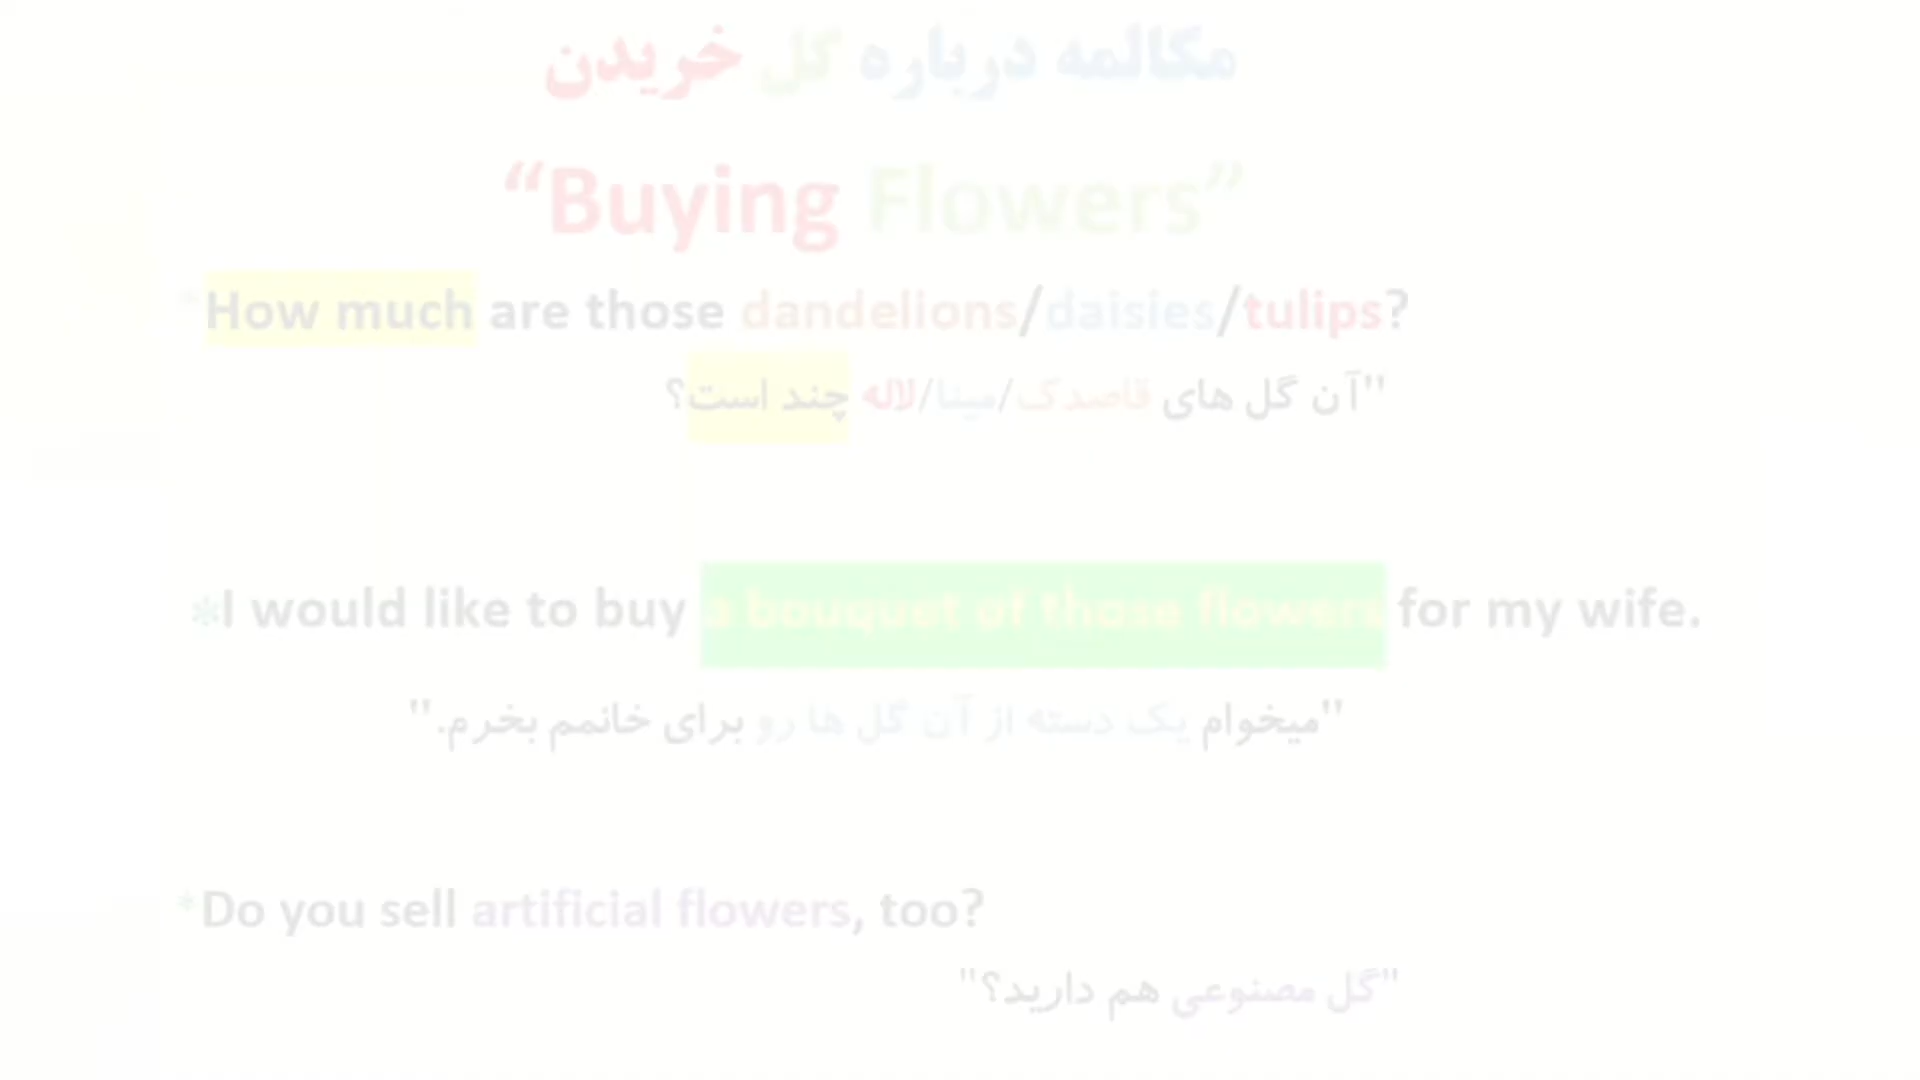 مکالمه درباره گل خریدن
“Buying Flowers”
*How much are those dandelions/daisies/tulips?
"آن گل های قاصدک/مینا/لاله چند است؟
*I would like to buy a bouquet of those flowers for my wife.
"میخوام یک دسته از آن گل ها رو برای خانمم بخرم."
*Do you sell artificial flowers, too?
"گل مصنوعی هم دارید؟"